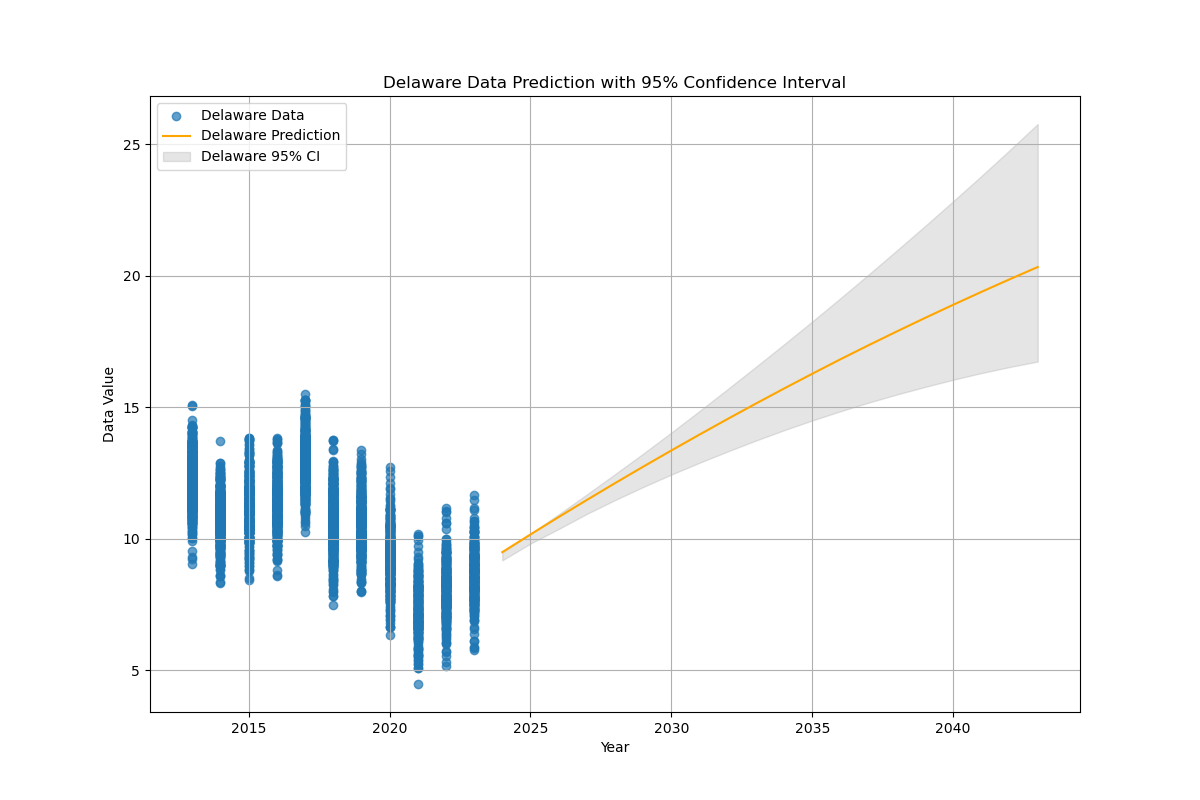 Delaware Data Prediction with 95% Confidence Interval
Delaware Data
Delaware Prediction
Delaware 95% CI
Data Value
25
20
15
10
5
2015
2020
2025
2030
2035
2040
Year